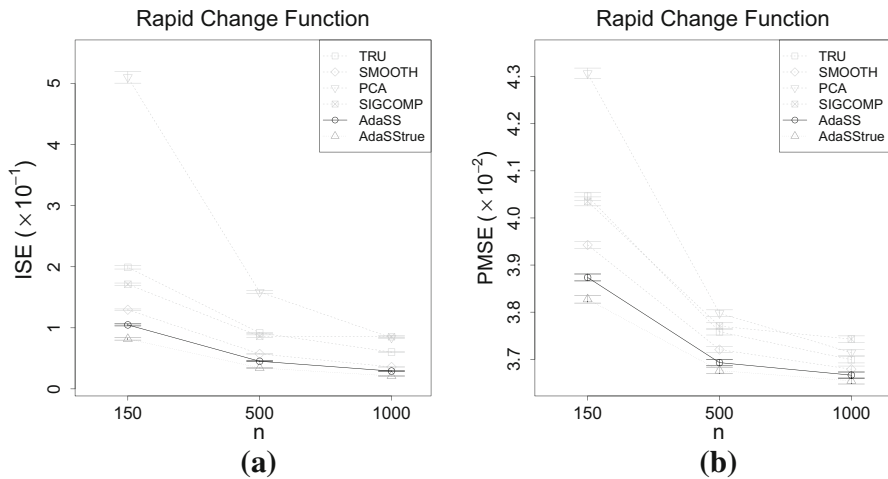 Rapid Change Function
ISE (×10⁻¹)
5
4
3
2
1
0
TRU
SMOOTH
PCA
SIGCOMP
AdaSS
AdaSStrue
150
500
1000
n
(a)
Rapid Change Function
PMSE (×10⁻²)
4.3
4.2
4.1
4.0
3.9
3.8
3.7
TRU
SMOOTH
PCA
SIGCOMP
AdaSS
AdaSStrue
150
500
1000
n
(b)